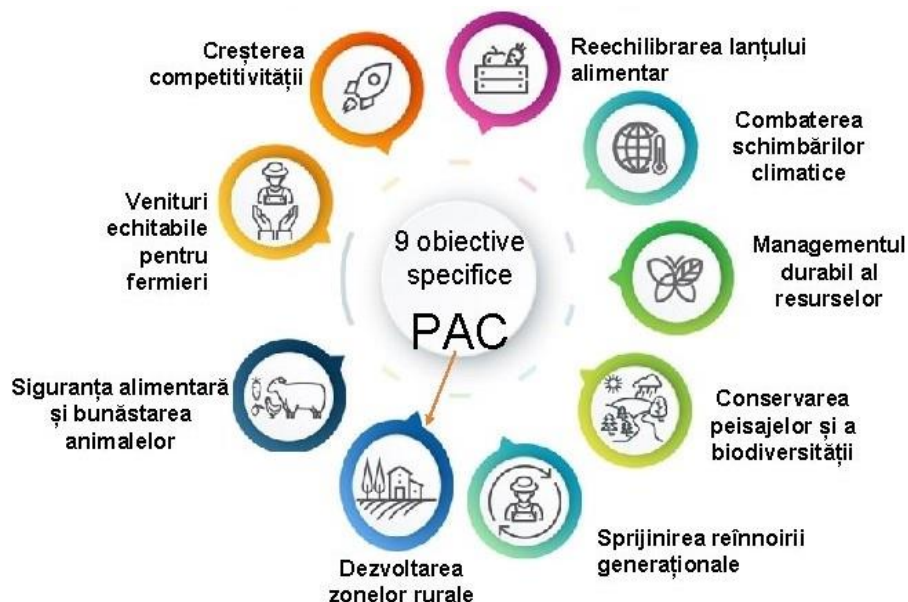 Creșterea
competitivității
Reechilibrarea lanțului
alimentar
Combaterea
schimbărilor
climatice
Venituri
echitabile
pentru
fermieri
9 obiective
specifice
PAC
Managementul
durabil al
resurselor
Siguranța alimentară
și bunăstarea
animalelor
Conservarea
peisajelor și a
biodiversității
Sprijinirea reînnoirii
generaționale
Dezvoltarea
zonelor rurale